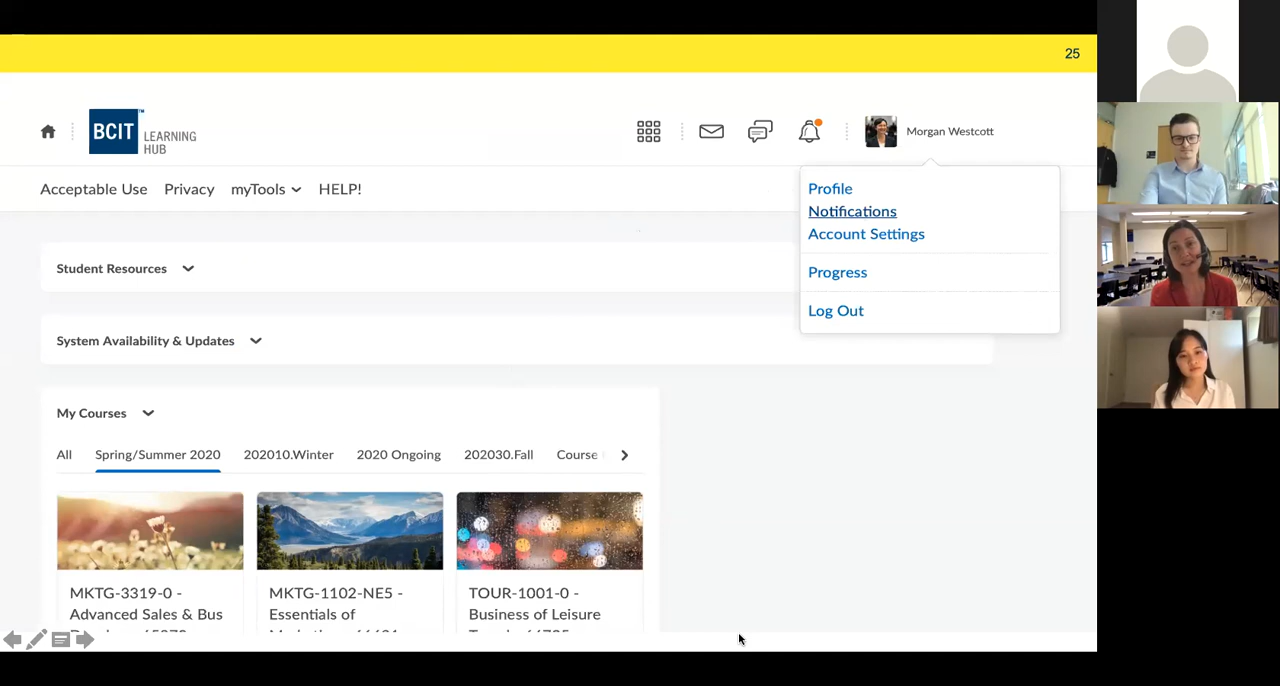 25
BCIT
LEARNING
HUB
Morgan Westcott
Acceptable Use Privacy myTools HELP!
Profile
Notifications
Account Settings
Progress
Log Out
Student Resources
System Availability & Updates
My Courses
All Spring/Summer 2020 202010.Winter 2020 Ongoing 202030.Fall Course
MKTG-3319-0 -
Advanced Sales & Bus
MKTG-1102-NE5 -
Essentials of
TOUR-1001-0 -
Business of Leisure